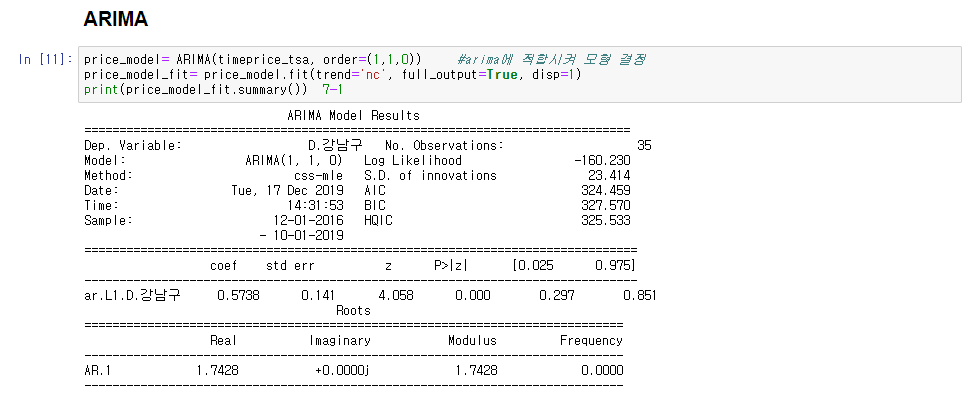 ARIMA
In [11]: price_model= ARIMA(timeprice_tsa, order=(1,1,0)) #arima에 적합시켜 모형 결정
price_model_fit= price_model.fit(trend='nc', full_output=True, disp=1)
print(price_model_fit.summary()) 7-1
ARIMA Model Results
==============================================================================
Dep. Variable: D.강남구 No. Observations: 35
Model: ARIMA(1, 1, 0) Log Likelihood -160.230
Method: css-mle S.D. of innovations 23.414
Date: Tue, 17 Dec 2019 AIC 324.459
Time: 14:31:53 BIC 327.570
Sample: 12-01-2016 HQIC 325.533
- 10-01-2019
===============================================================================
coef std err z P>|z| [0.025 0.975]
-------------------------------------------------------------------------------
ar.L1.D.강남구 0.5738 0.141 4.058 0.000 0.297 0.851
Roots
=============================================================================
Real Imaginary Modulus Frequency
-----------------------------------------------------------------------------
AR.1 1.7428 +0.0000j 1.7428 0.0000
-----------------------------------------------------------------------------